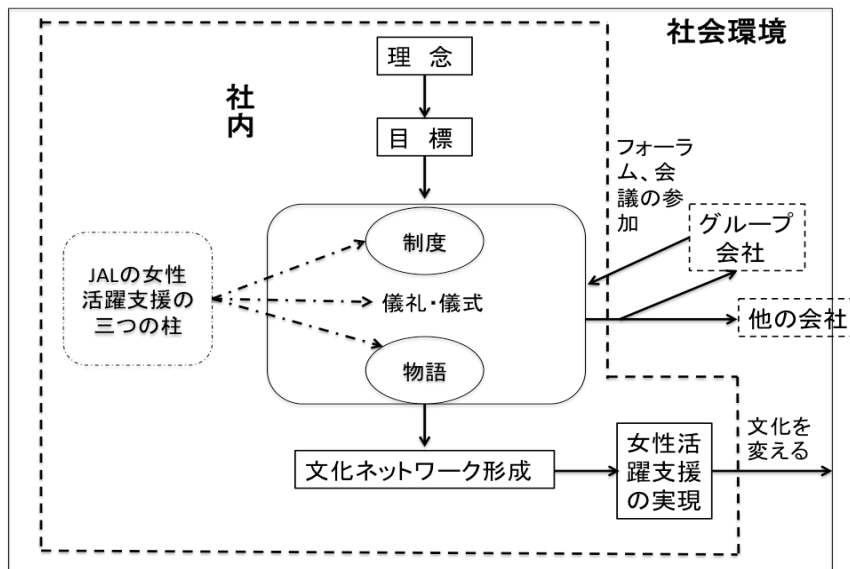 社会環境
理 念
社
内
目 標
フォーラ
ム、会
議の参
加
グループ
会社
制度
JALの女性
活躍支援の
三つの柱
儀礼・儀式
他の会社
物語
文化ネットワーク形成
女性活
躍支援
の実現
文化を
変える